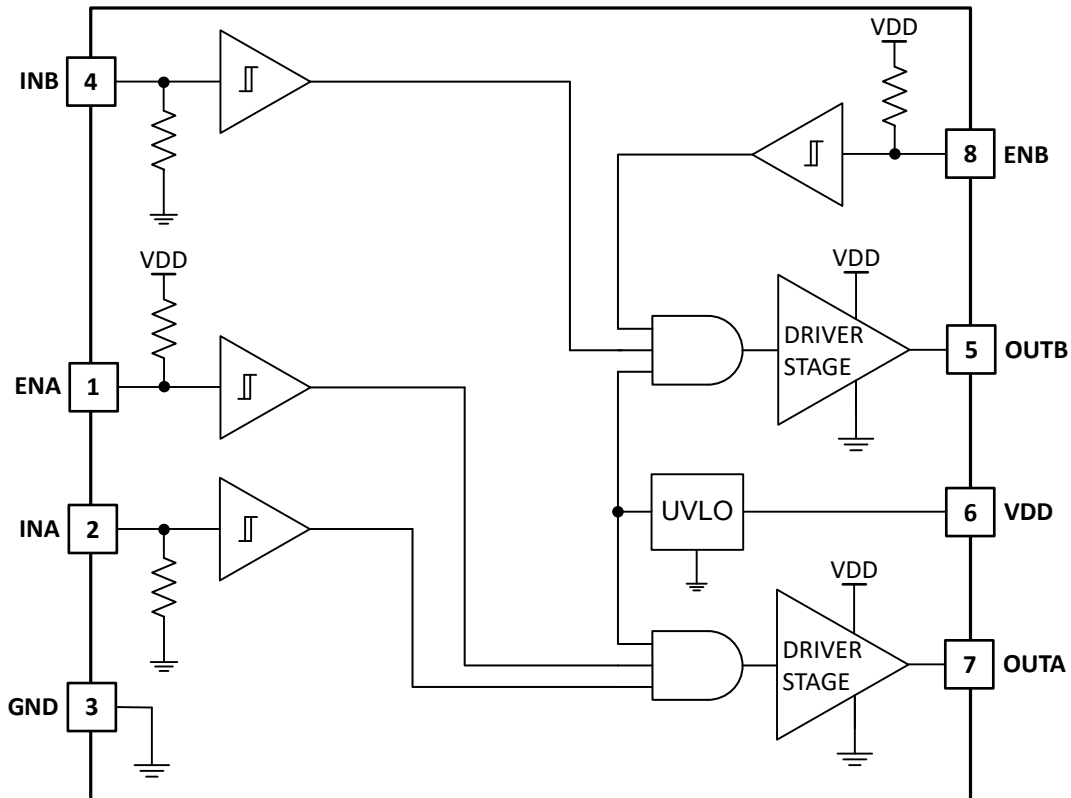 VDD
INB 4
8 ENB
VDD
VDD
DRIVER
STAGE
5 OUTB
ENA 1
INA 2
UVLO
6 VDD
VDD
DRIVER
STAGE
7 OUTA
GND 3